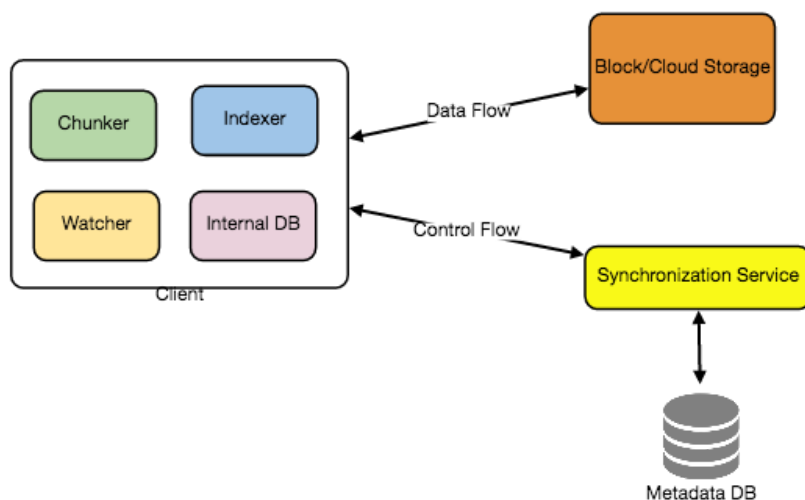 Block/Cloud Storage
Chunker
Indexer
Data Flow
Watcher
Internal DB
Control Flow
Client
Synchronization Service
Metadata DB